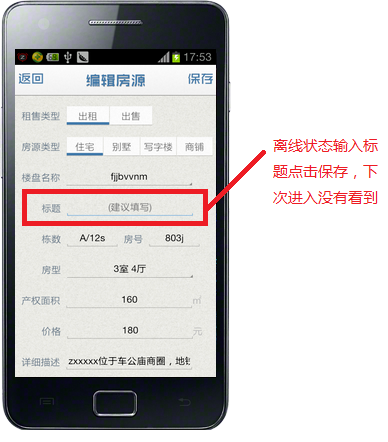 17:53
返回 编辑房源 保存
租售类型 出租 出售
房源类型 住宅 别墅 写字楼 商铺
楼盘名称 fjjbvvnm
标题 (建议填写)
栋数 A/12s 房号 803j
房型 3室 4厅
产权面积 160 ㎡
价格 180 元
详细描述 zxxxxx位于车公庙商圈，地铁
离线状态输入标
题点击保存，下
次进入没有看到